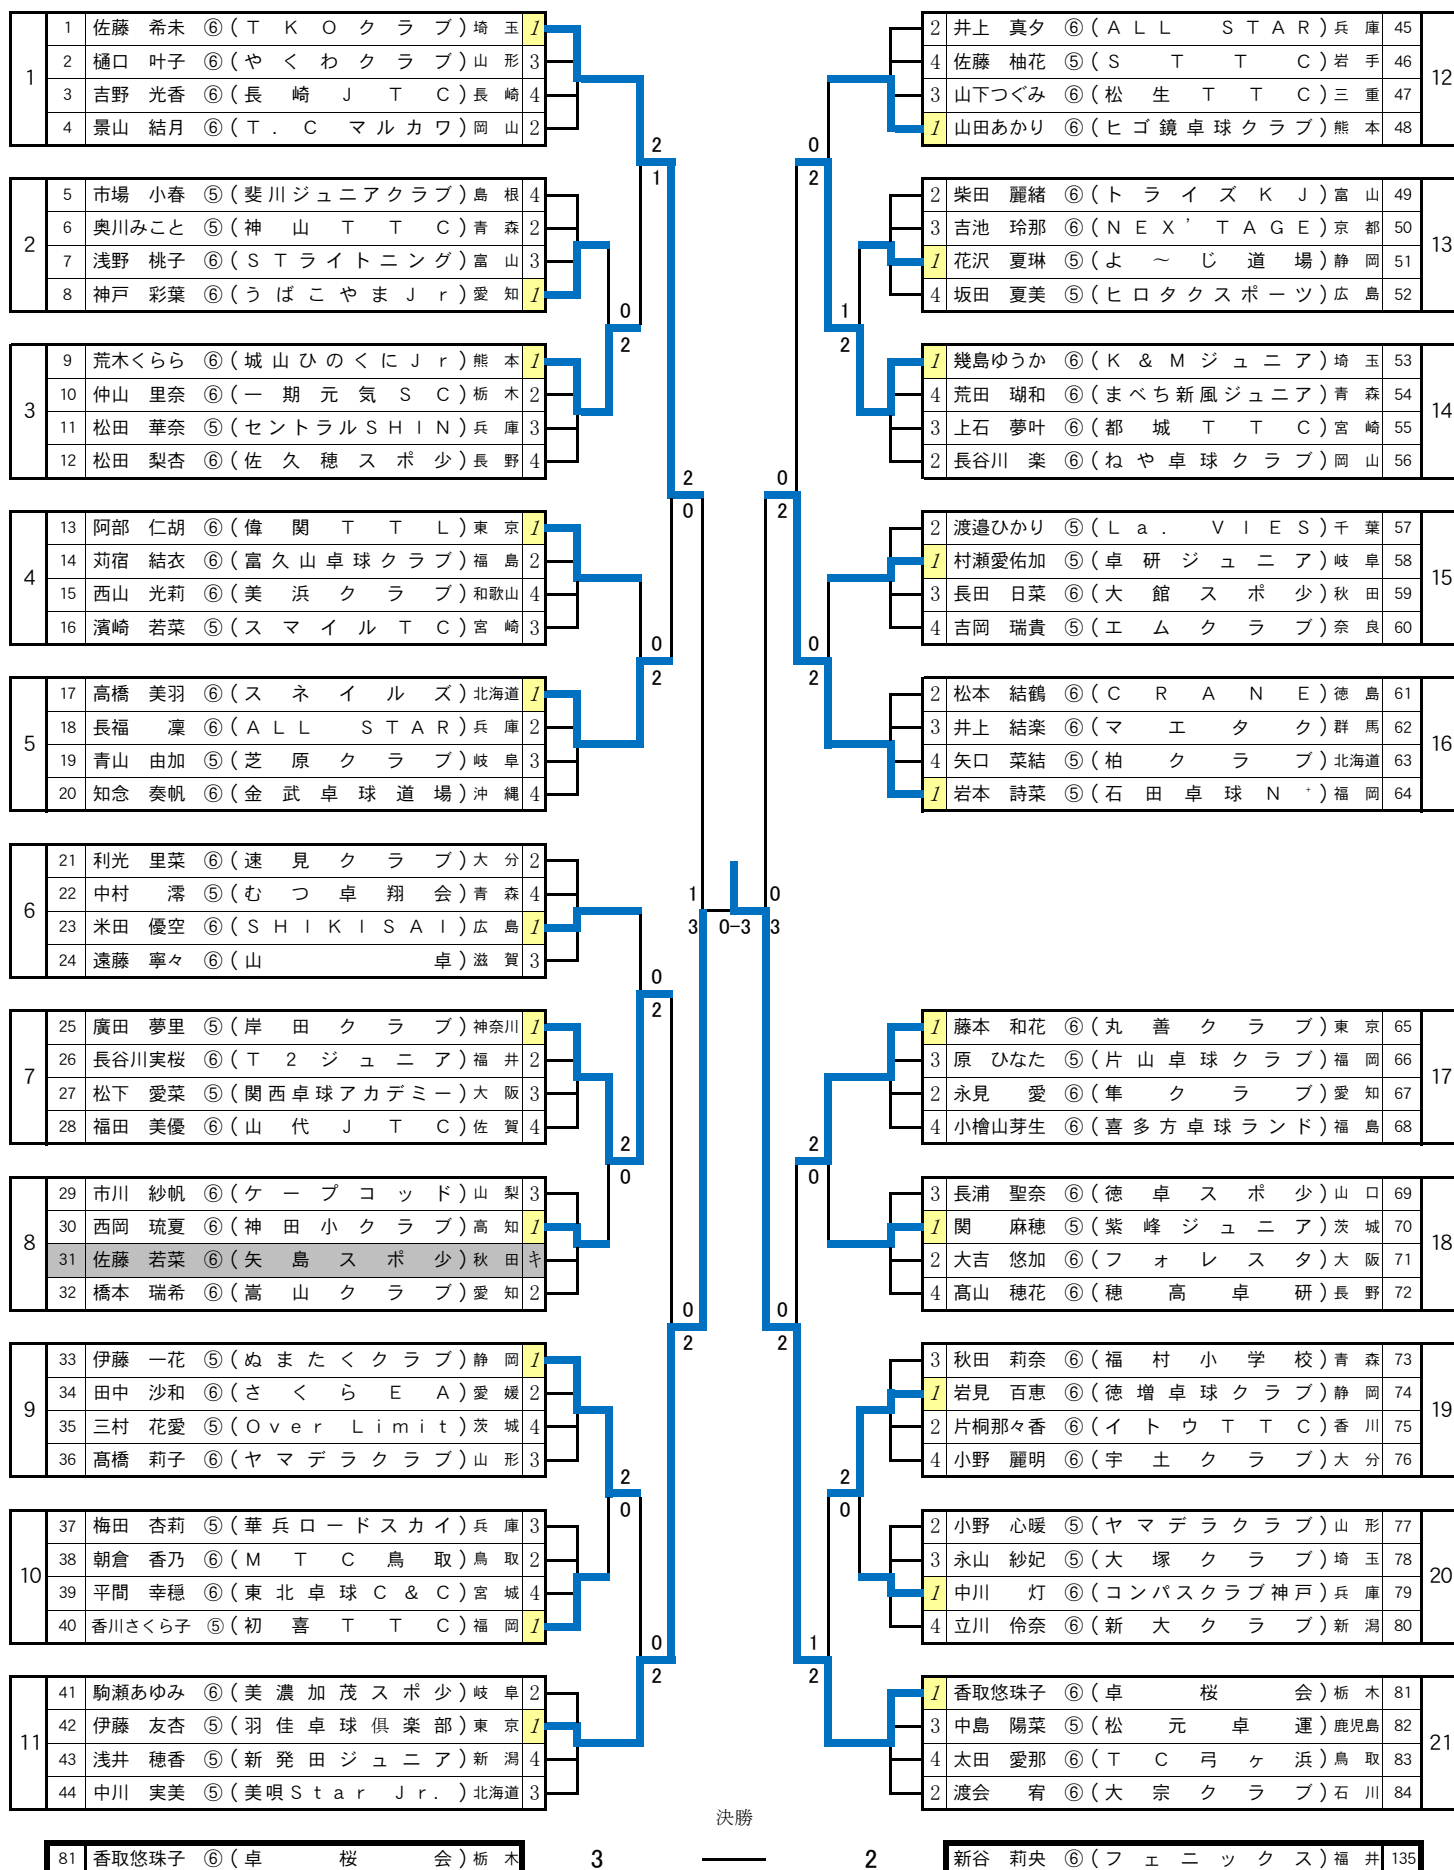 1
1 佐藤 希未 ⑥(TKOクラブ)埼玉 1
2 樋口 叶子 ⑥(やくわクラブ)山形 3
3 吉野 光香 ⑥(長崎JTC)長崎 4
4 景山 結月 ⑥(T.Cマルカワ)岡山 2
2
5 市場 小春 ⑤(斐川ジュニアクラブ)島根 4
6 奥川みこと ⑤(神山TTC)青森 2
7 浅野 桃子 ⑥(STライトニング)富山 3
8 神戸 彩葉 ⑥(うばこやまJr)愛知 1
3
9 荒木くらら ⑥(城山ひのくにJr)熊本 1
10 仲山 里奈 ⑥(一期元気SC)栃木 2
11 松田 華奈 ⑤(セントラルSHIN)兵庫 3
12 松田 梨杏 ⑥(佐久穂スポ少)長野 4
4
13 阿部 仁胡 ⑥(偉関TTL)東京 1
14 苅宿 結衣 ⑥(富久山卓球クラブ)福島 2
15 西山 光莉 ⑥(美浜クラブ)和歌山 4
16 濱崎 若菜 ⑤(スマイルTC)宮崎 3
5
17 高橋 美羽 ⑥(スネイルズ)北海道 1
18 長福 凜 ⑥(ALL STAR)兵庫 2
19 青山 由加 ⑤(芝原クラブ)岐阜 3
20 知念 奏帆 ⑥(金武卓球道場)沖縄 4
6
21 利光 里菜 ⑥(速見クラブ)大分 2
22 中村 澪 ⑤(むつ卓翔会)青森 4
23 米田 優空 ⑥(SHIKISAI)広島 1
24 遠藤 寧々 ⑥(山卓)滋賀 3
7
25 廣田 夢里 ⑤(岸田クラブ)神奈川 1
26 長谷川実桜 ⑥(T2ジュニア)福井 2
27 松下 愛菜 ⑤(関西卓球アカデミー)大阪 3
28 福田 美優 ⑥(山代JTC)佐賀 4
8
29 市川 紗帆 ⑥(ケープコッド)山梨 3
30 西岡 琉夏 ⑥(神田小クラブ)高知 1
31 佐藤 若菜 ⑥(矢島スポ少)秋田 キ
32 橋本 瑞希 ⑥(嵩山クラブ)愛知 2
9
33 伊藤 一花 ⑤(ぬまたくクラブ)静岡 1
34 田中 沙和 ⑥(さくらEA)愛媛 2
35 三村 花愛 ⑤(Over Limit)茨城 4
36 髙橋 莉子 ⑥(ヤマデラクラブ)山形 3
10
37 梅田 杏莉 ⑤(華兵ロードスカイ)兵庫 3
38 朝倉 香乃 ⑥(MTC鳥取)鳥取 2
39 平間 幸穏 ⑥(東北卓球C&C)宮城 4
40 香川さくら子 ⑤(初喜TTC)福岡 1
11
41 駒瀬あゆみ ⑥(美濃加茂スポ少)岐阜 2
42 伊藤 友杏 ⑤(羽佳卓球倶楽部)東京 1
43 浅井 穂香 ⑤(新発田ジュニア)新潟 4
44 中川 実美 ⑤(美唄Star Jr.)北海道 3
2
1
0
2
2
0
0
2
1
3
0
2
2
0
0
2
2
0
0
2
0-3
0
2
1
2
0
2
0
2
0
3
2
0
0
2
2
0
1
2
2 井上 真夕 ⑥(ALL STAR)兵庫 45
4 佐藤 柚花 ⑤(STTC)岩手 46
3 山下つぐみ ⑥(松生TTC)三重 47
1 山田あかり ⑥(ヒゴ鏡卓球クラブ)熊本 48
12
2 柴田 麗緒 ⑥(トライズKJ)富山 49
3 吉池 玲那 ⑥(NEX'TAGE)京都 50
1 花沢 夏琳 ⑤(よ~じ道場)静岡 51
4 坂田 夏美 ⑤(ヒロタクスポーツ)広島 52
13
1 幾島ゆうか ⑥(K&Mジュニア)埼玉 53
4 荒田 瑚和 ⑥(まべち新風ジュニア)青森 54
3 上石 夢叶 ⑥(都城TTC)宮崎 55
2 長谷川 楽 ⑥(ねや卓球クラブ)岡山 56
14
2 渡邉ひかり ⑤(La.VIES)千葉 57
1 村瀬愛佑加 ⑤(卓研ジュニア)岐阜 58
3 長田 日菜 ⑥(大館スポ少)秋田 59
4 吉岡 瑞貴 ⑤(エムクラブ)奈良 60
15
2 松本 結鶴 ⑥(CRANE)徳島 61
3 井上 結楽 ⑥(マエタク)群馬 62
4 矢口 菜結 ⑤(柏クラブ)北海道 63
1 岩本 詩菜 ⑤(石田卓球N⁺)福岡 64
16
1 藤本 和花 ⑥(丸善クラブ)東京 65
3 原 ひなた ⑤(片山卓球クラブ)福岡 66
2 永見 愛 ⑥(隼クラブ)愛知 67
4 小檜山芽生 ⑥(喜多方卓球ランド)福島 68
17
3 長浦 聖奈 ⑥(徳卓スポ少)山口 69
1 関 麻穂 ⑤(紫峰ジュニア)茨城 70
2 大吉 悠加 ⑥(フォレスタ)大阪 71
4 髙山 穂花 ⑥(穂高卓研)長野 72
18
3 秋田 莉奈 ⑥(福村小学校)青森 73
1 岩見 百恵 ⑥(徳増卓球クラブ)静岡 74
2 片桐那々香 ⑥(イトウTTC)香川 75
4 小野 麗明 ⑥(宇土クラブ)大分 76
19
2 小野 心暖 ⑤(ヤマデラクラブ)山形 77
3 永山 紗妃 ⑤(大塚クラブ)埼玉 78
1 中川 灯 ⑥(コンパスクラブ神戸)兵庫 79
4 立川 伶奈 ⑥(新大クラブ)新潟 80
20
1 香取悠珠子 ⑥(卓桜会)栃木 81
3 中島 陽菜 ⑤(松元卓運)鹿児島 82
4 太田 愛那 ⑥(TC弓ヶ浜)鳥取 83
2 渡会 宥 ⑥(大宗クラブ)石川 84
21
決勝
81 香取悠珠子 ⑥(卓桜会)栃木 3 — 2 新谷 莉央 ⑥(フェニックス)福井 135